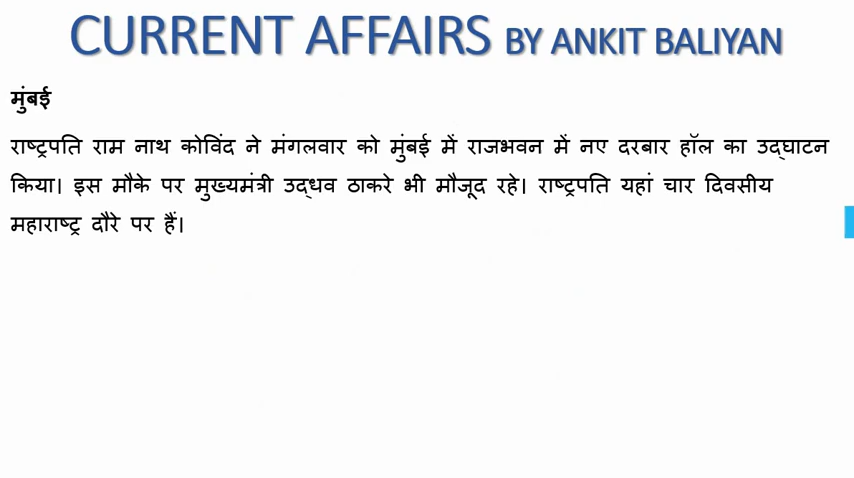 CURRENT AFFAIRS BY ANKIT BALIYAN
मुंबई
राष्ट्रपति राम नाथ कोविंद ने मंगलवार को मुंबई में राजभवन में नए दरबार हॉल का उद्घाटन
किया। इस मौके पर मुख्यमंत्री उद्धव ठाकरे भी मौजूद रहे। राष्ट्रपति यहां चार दिवसीय
महाराष्ट्र दौरे पर हैं।